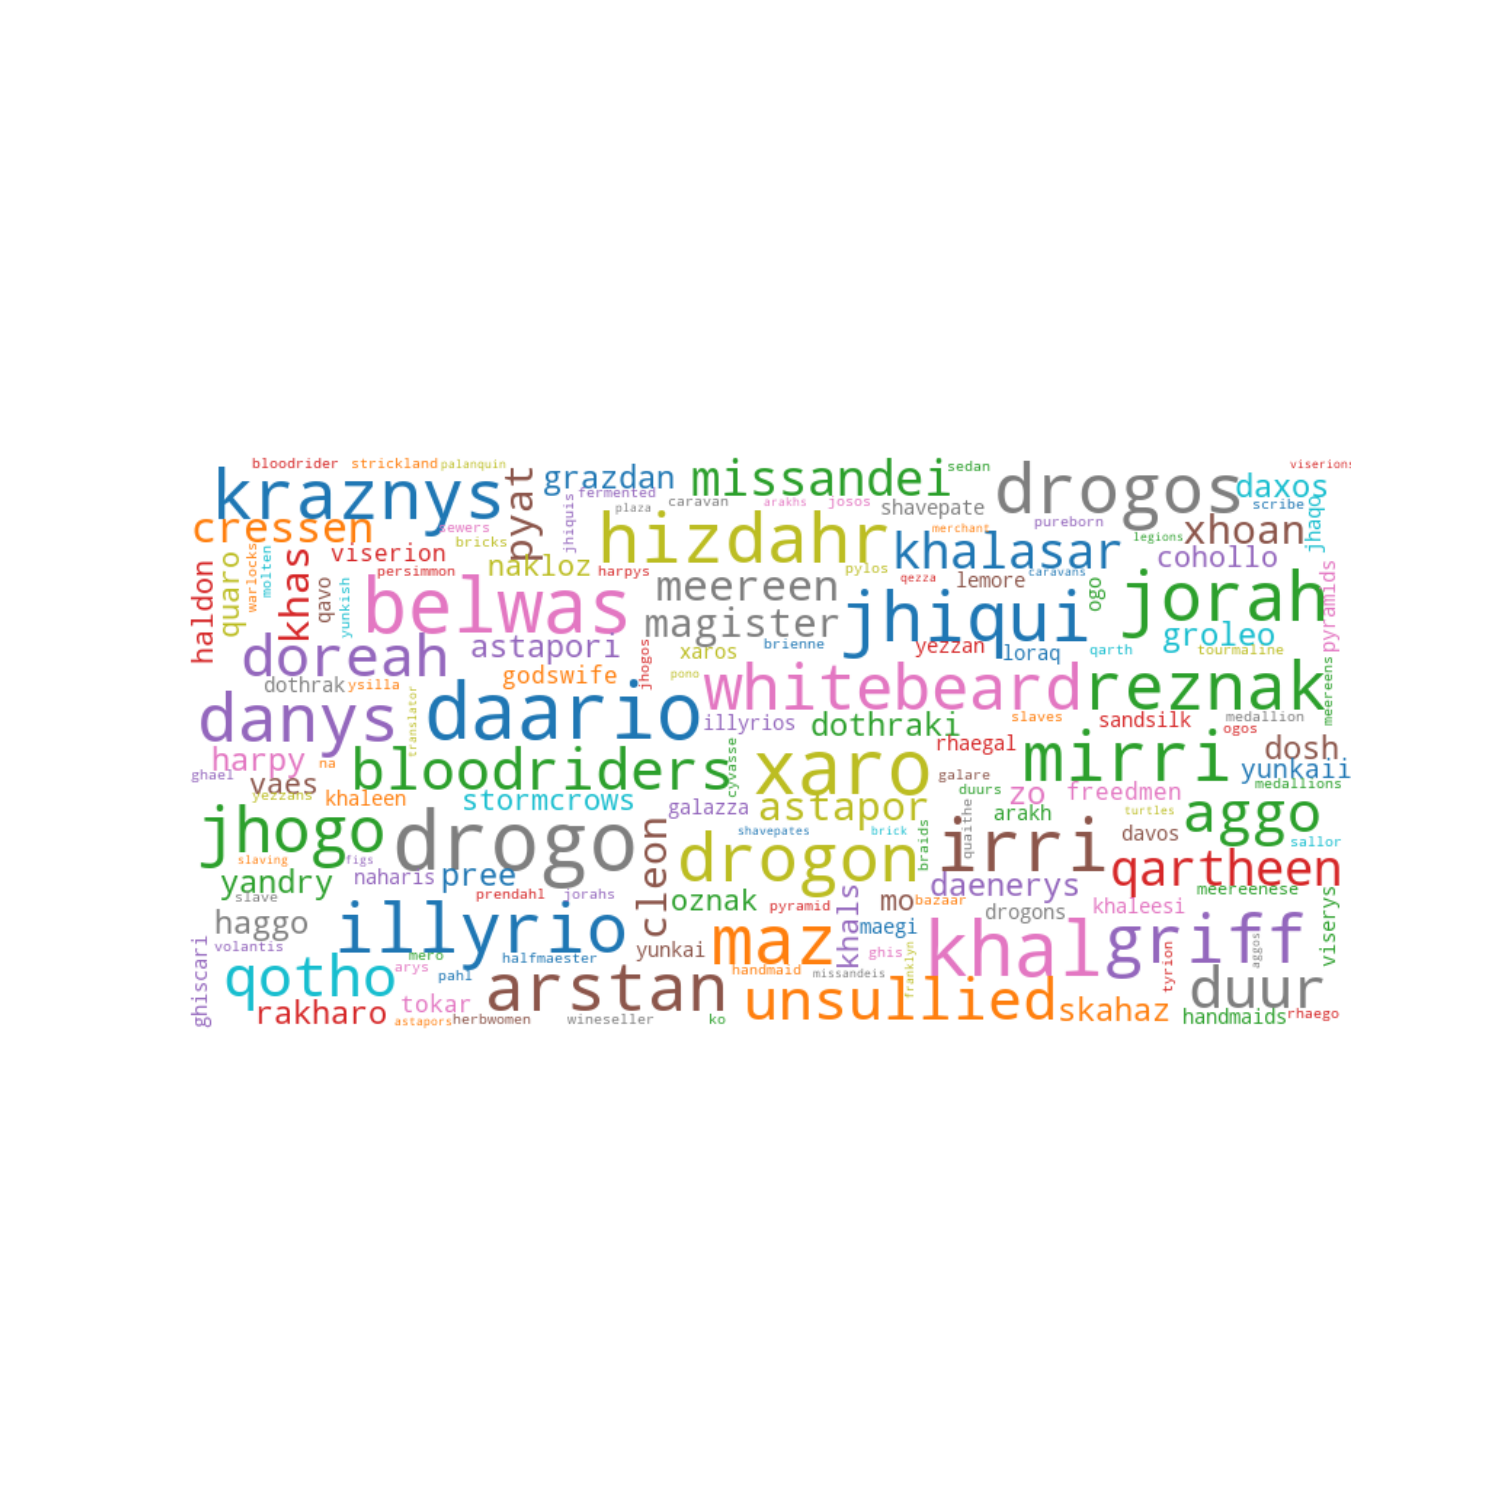 bloodrider strickland palanquin
kraznys
pyat
grazdan
missandei
sedan
drogos
viserions
daxos
scribe
cressen
sewers
bricks
jhiquis
fermented
plaza
caravan
arakhs
josos
shavepate
merchant
pureborn
legions
xhoan
jhaqo
haldon
quaro
warlocks
molten
khas
viserion
persimmon
nakloz
harpys
hizdahr
pylos
khalasar
qezza
lemore
caravans
cohollo
pyramids
qavo
yunkish
belwas
meereen
magister
jhiqui
ogo
jorah
groleo
doreah
astapori
jhogos
xaros
brienne
yezzan
loraq
qarth
tourmaline
dothrak
ysilla
godswife
pono
whitebeard
reznak
meereens
danys
translator
daario
illyrios
dothraki
slaves
sandsilk
medallion
ogos
harpy
na
bloodriders
cyvasse
xaro
rhaegal
mirri
dosh
ghael
vaes
yezzans
khaleen
stormcrows
galazza
astapor
galare
duurs
zo
freedmen
yunkaii
medallions
jhogo
drogo
cleon
shavepates
brick
braids
quaithe
arakh
turtles
davos
aggo
sallor
slaving
figs
drogon
irri
qartheen
yandry
naharis
pree
prendahl
jorahs
slave
oznak
pyramid
mo
bazaar
daenerys
drogons
khaleesi
meereenese
haggo
volantis
illyrio
yunkai
maz
khals
maegi
ghis
khal
griff
viserys
ghiscari
mero
arys
pahl
halfmaester
handmaid
missandeis
franklyn
tyrion
aggos
qotho
arstan
duur
rakharo
tokar
astapors
herbwomen
wineseller
ko
unsullied
skahaz
handmaids
rhaego